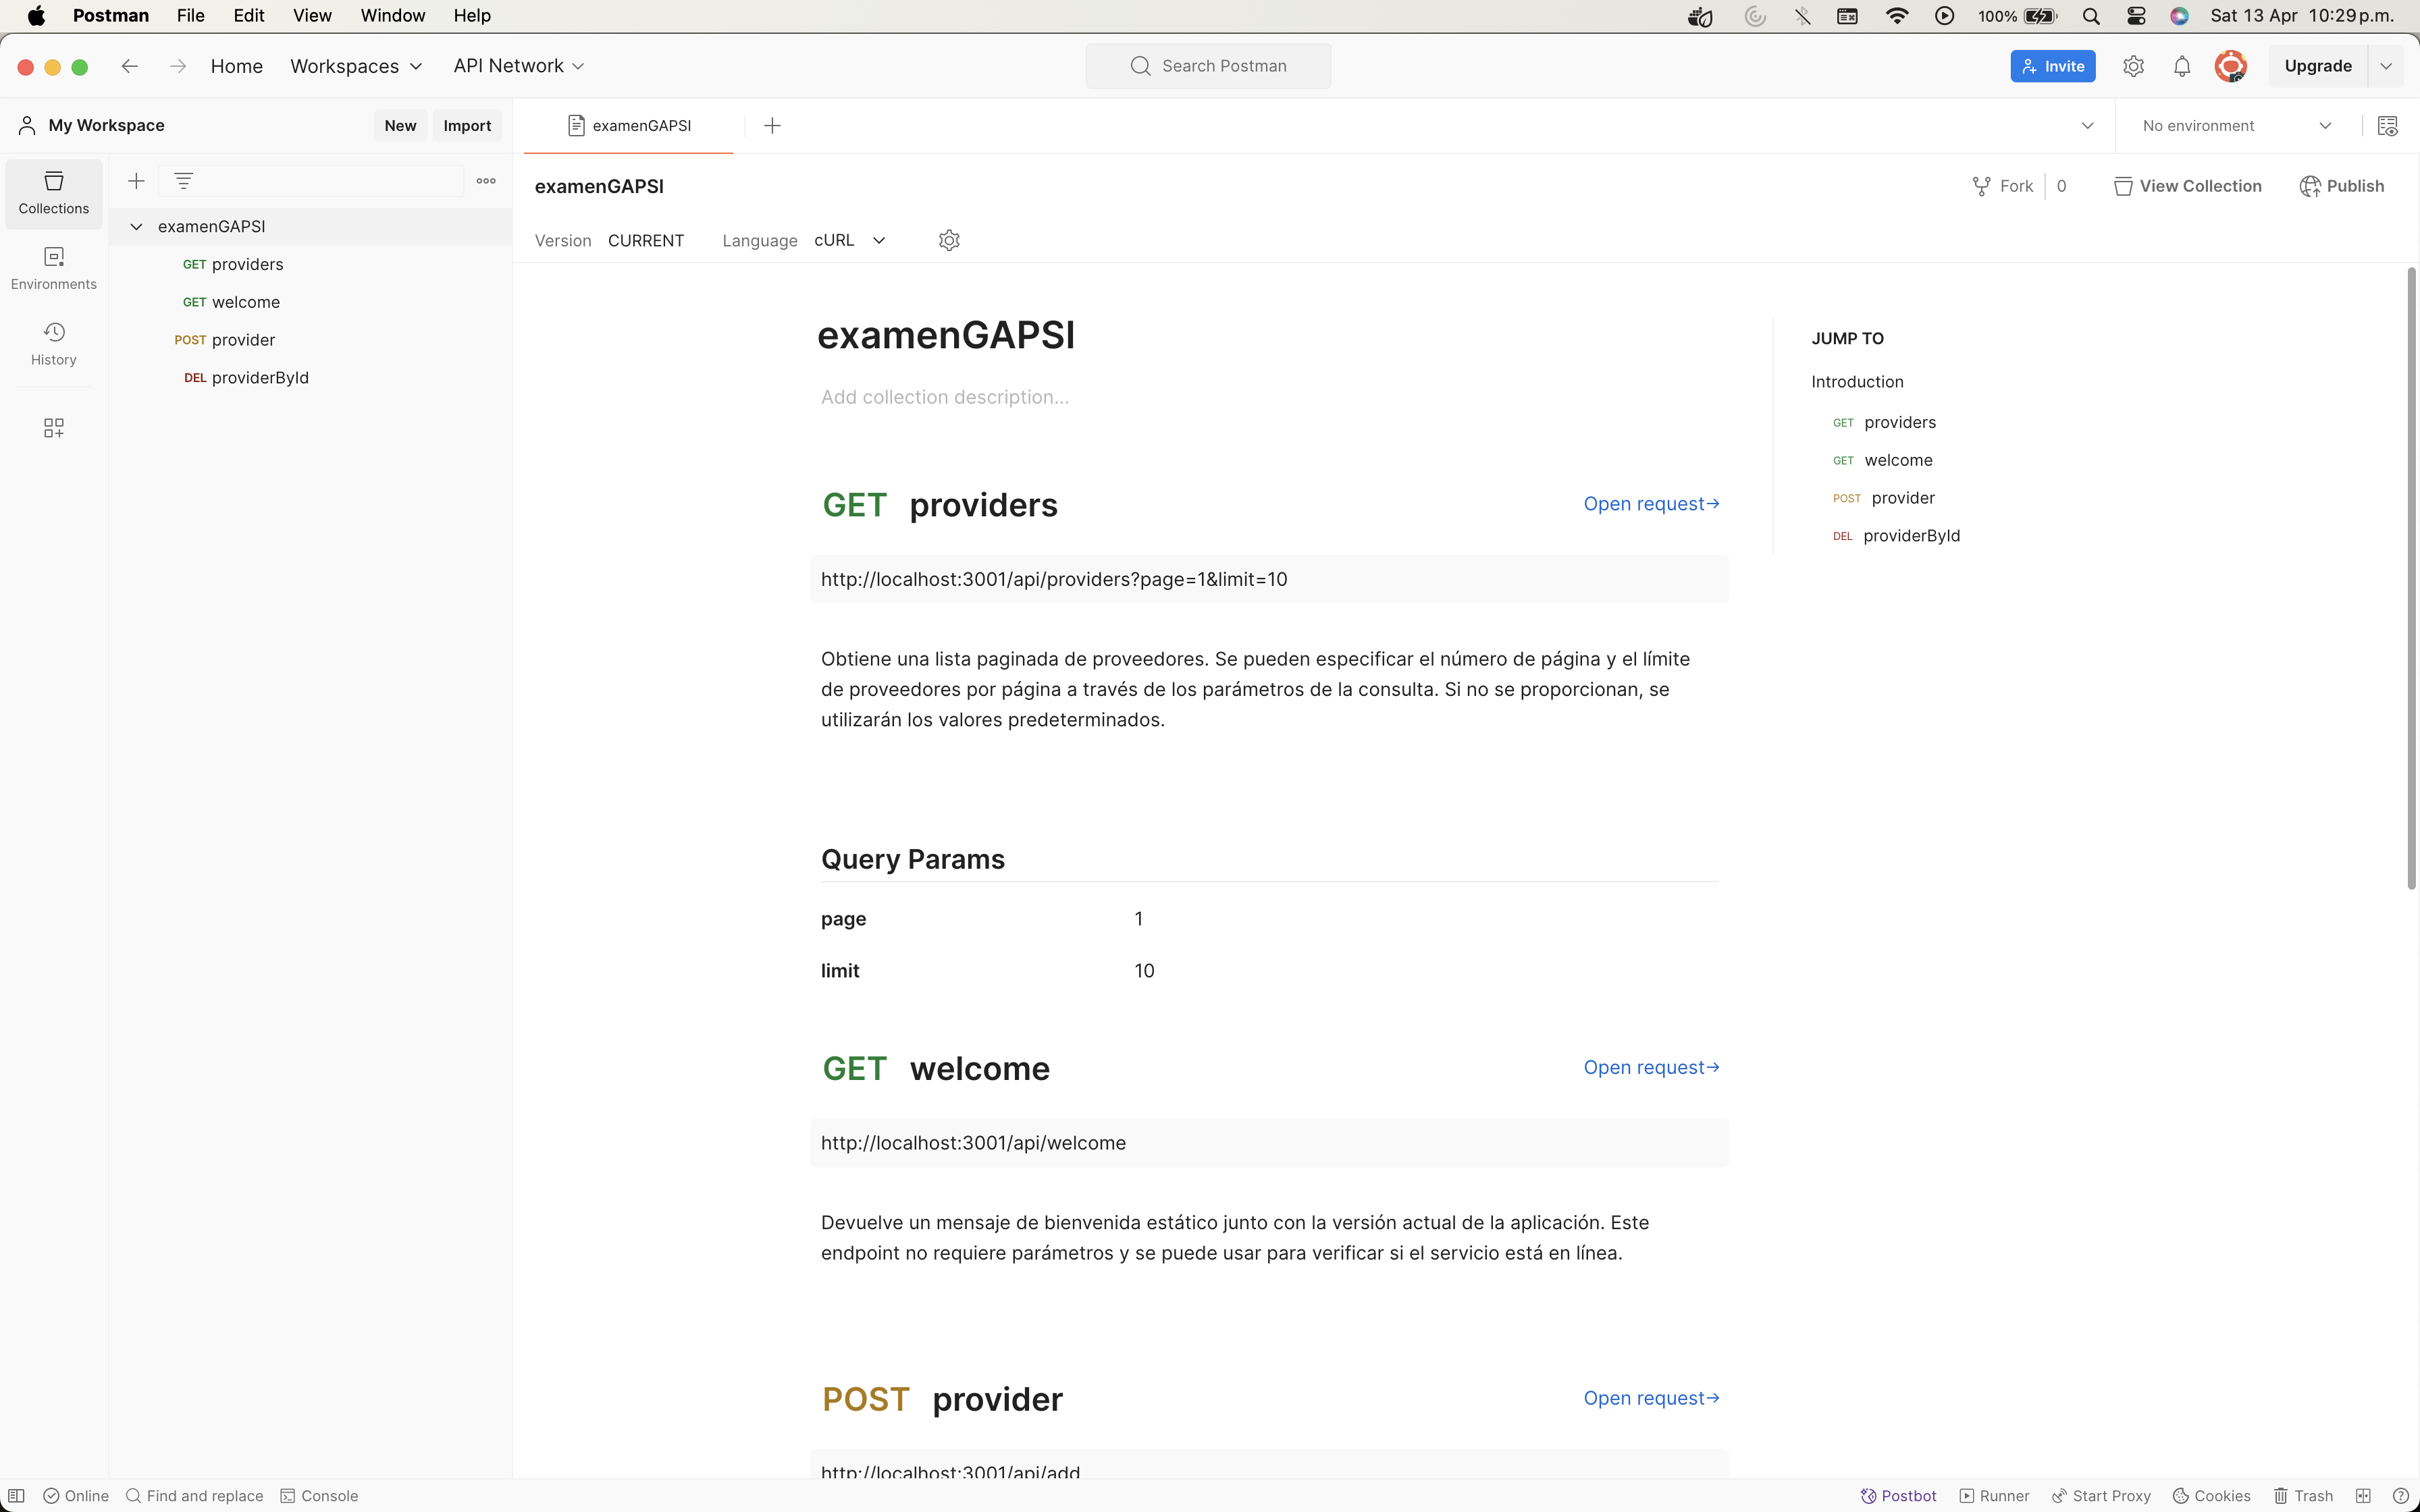 Postman File Edit View Window Help 100% Sat 13 Apr 10:29 p.m.
Home Workspaces API Network Search Postman Invite Upgrade
My Workspace New Import examenGAPSI No environment
Collections
Environments
History
examenGAPSI
GET providers
GET welcome
POST provider
DEL providerById
examenGAPSI Fork 0 View Collection Publish
Version CURRENT Language cURL
examenGAPSI
Add collection description...
GET providers Open request→
http://localhost:3001/api/providers?page=1&limit=10
Obtiene una lista paginada de proveedores. Se pueden especificar el número de página y el límite
de proveedores por página a través de los parámetros de la consulta. Si no se proporcionan, se
utilizarán los valores predeterminados.
Query Params
page 1
limit 10
GET welcome Open request→
http://localhost:3001/api/welcome
Devuelve un mensaje de bienvenida estático junto con la versión actual de la aplicación. Este
endpoint no requiere parámetros y se puede usar para verificar si el servicio está en línea.
POST provider Open request→
http://localhost:3001/api/add
JUMP TO
Introduction
GET providers
GET welcome
POST provider
DEL providerById
Online Find and replace Console Postbot Runner Start Proxy Cookies Trash